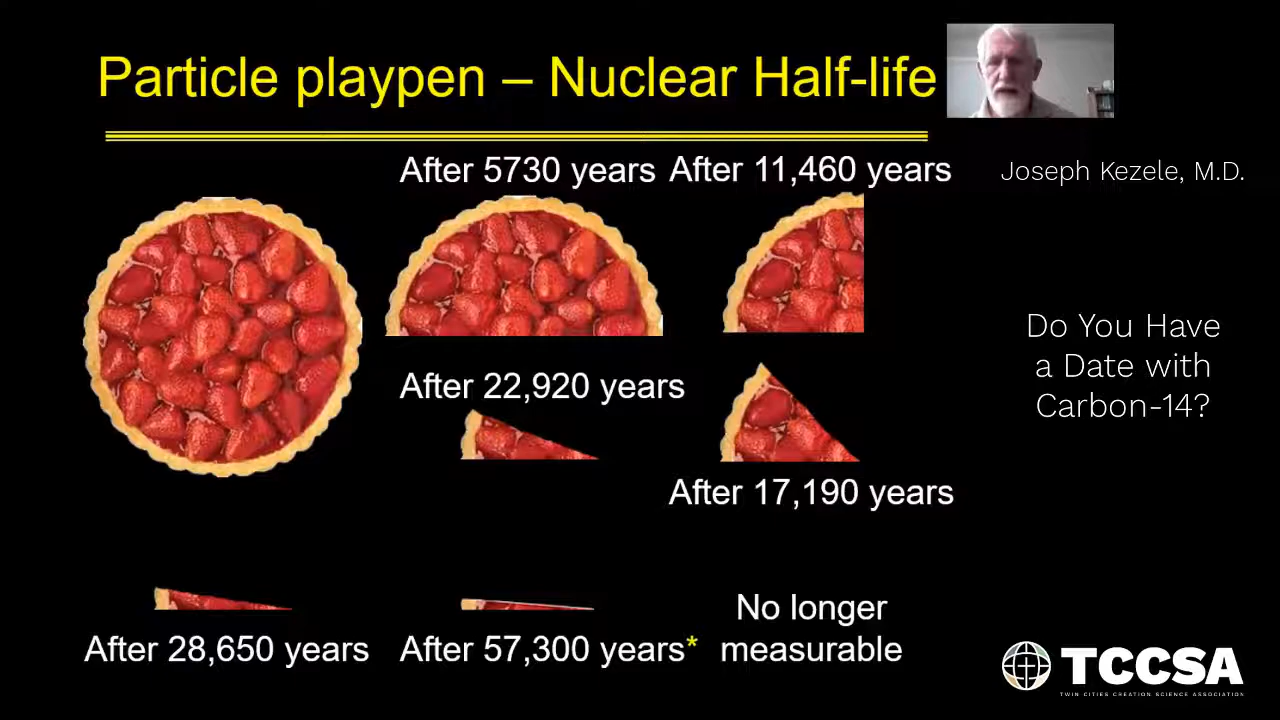 Particle playpen – Nuclear Half-life
After 5730 years
After 11,460 years
Joseph Kezele, M.D.
Do You Have
a Date with
Carbon-14?
After 22,920 years
After 17,190 years
After 28,650 years
After 57,300 years*
No longer
measurable
TCCSA
TWIN CITIES CREATION SCIENCE ASSOCIATION